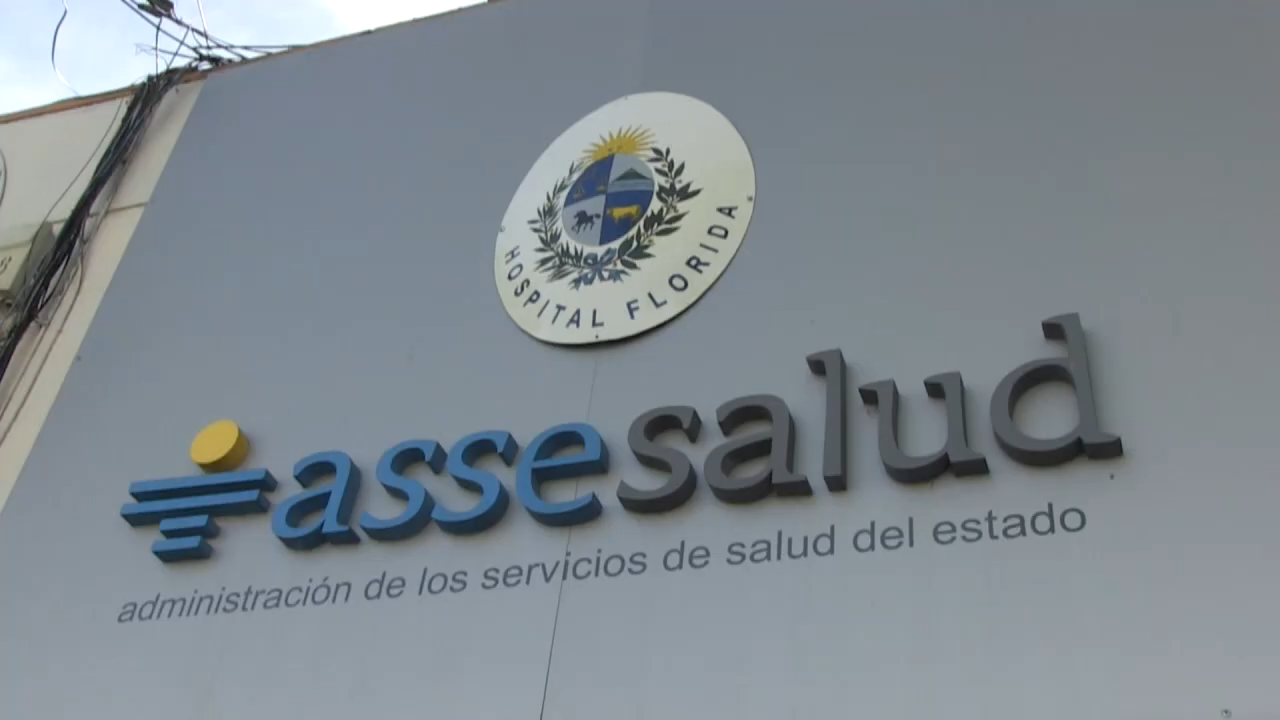 HOSPITAL FLORIDA
assesalud
administración de los servicios de salud del estado